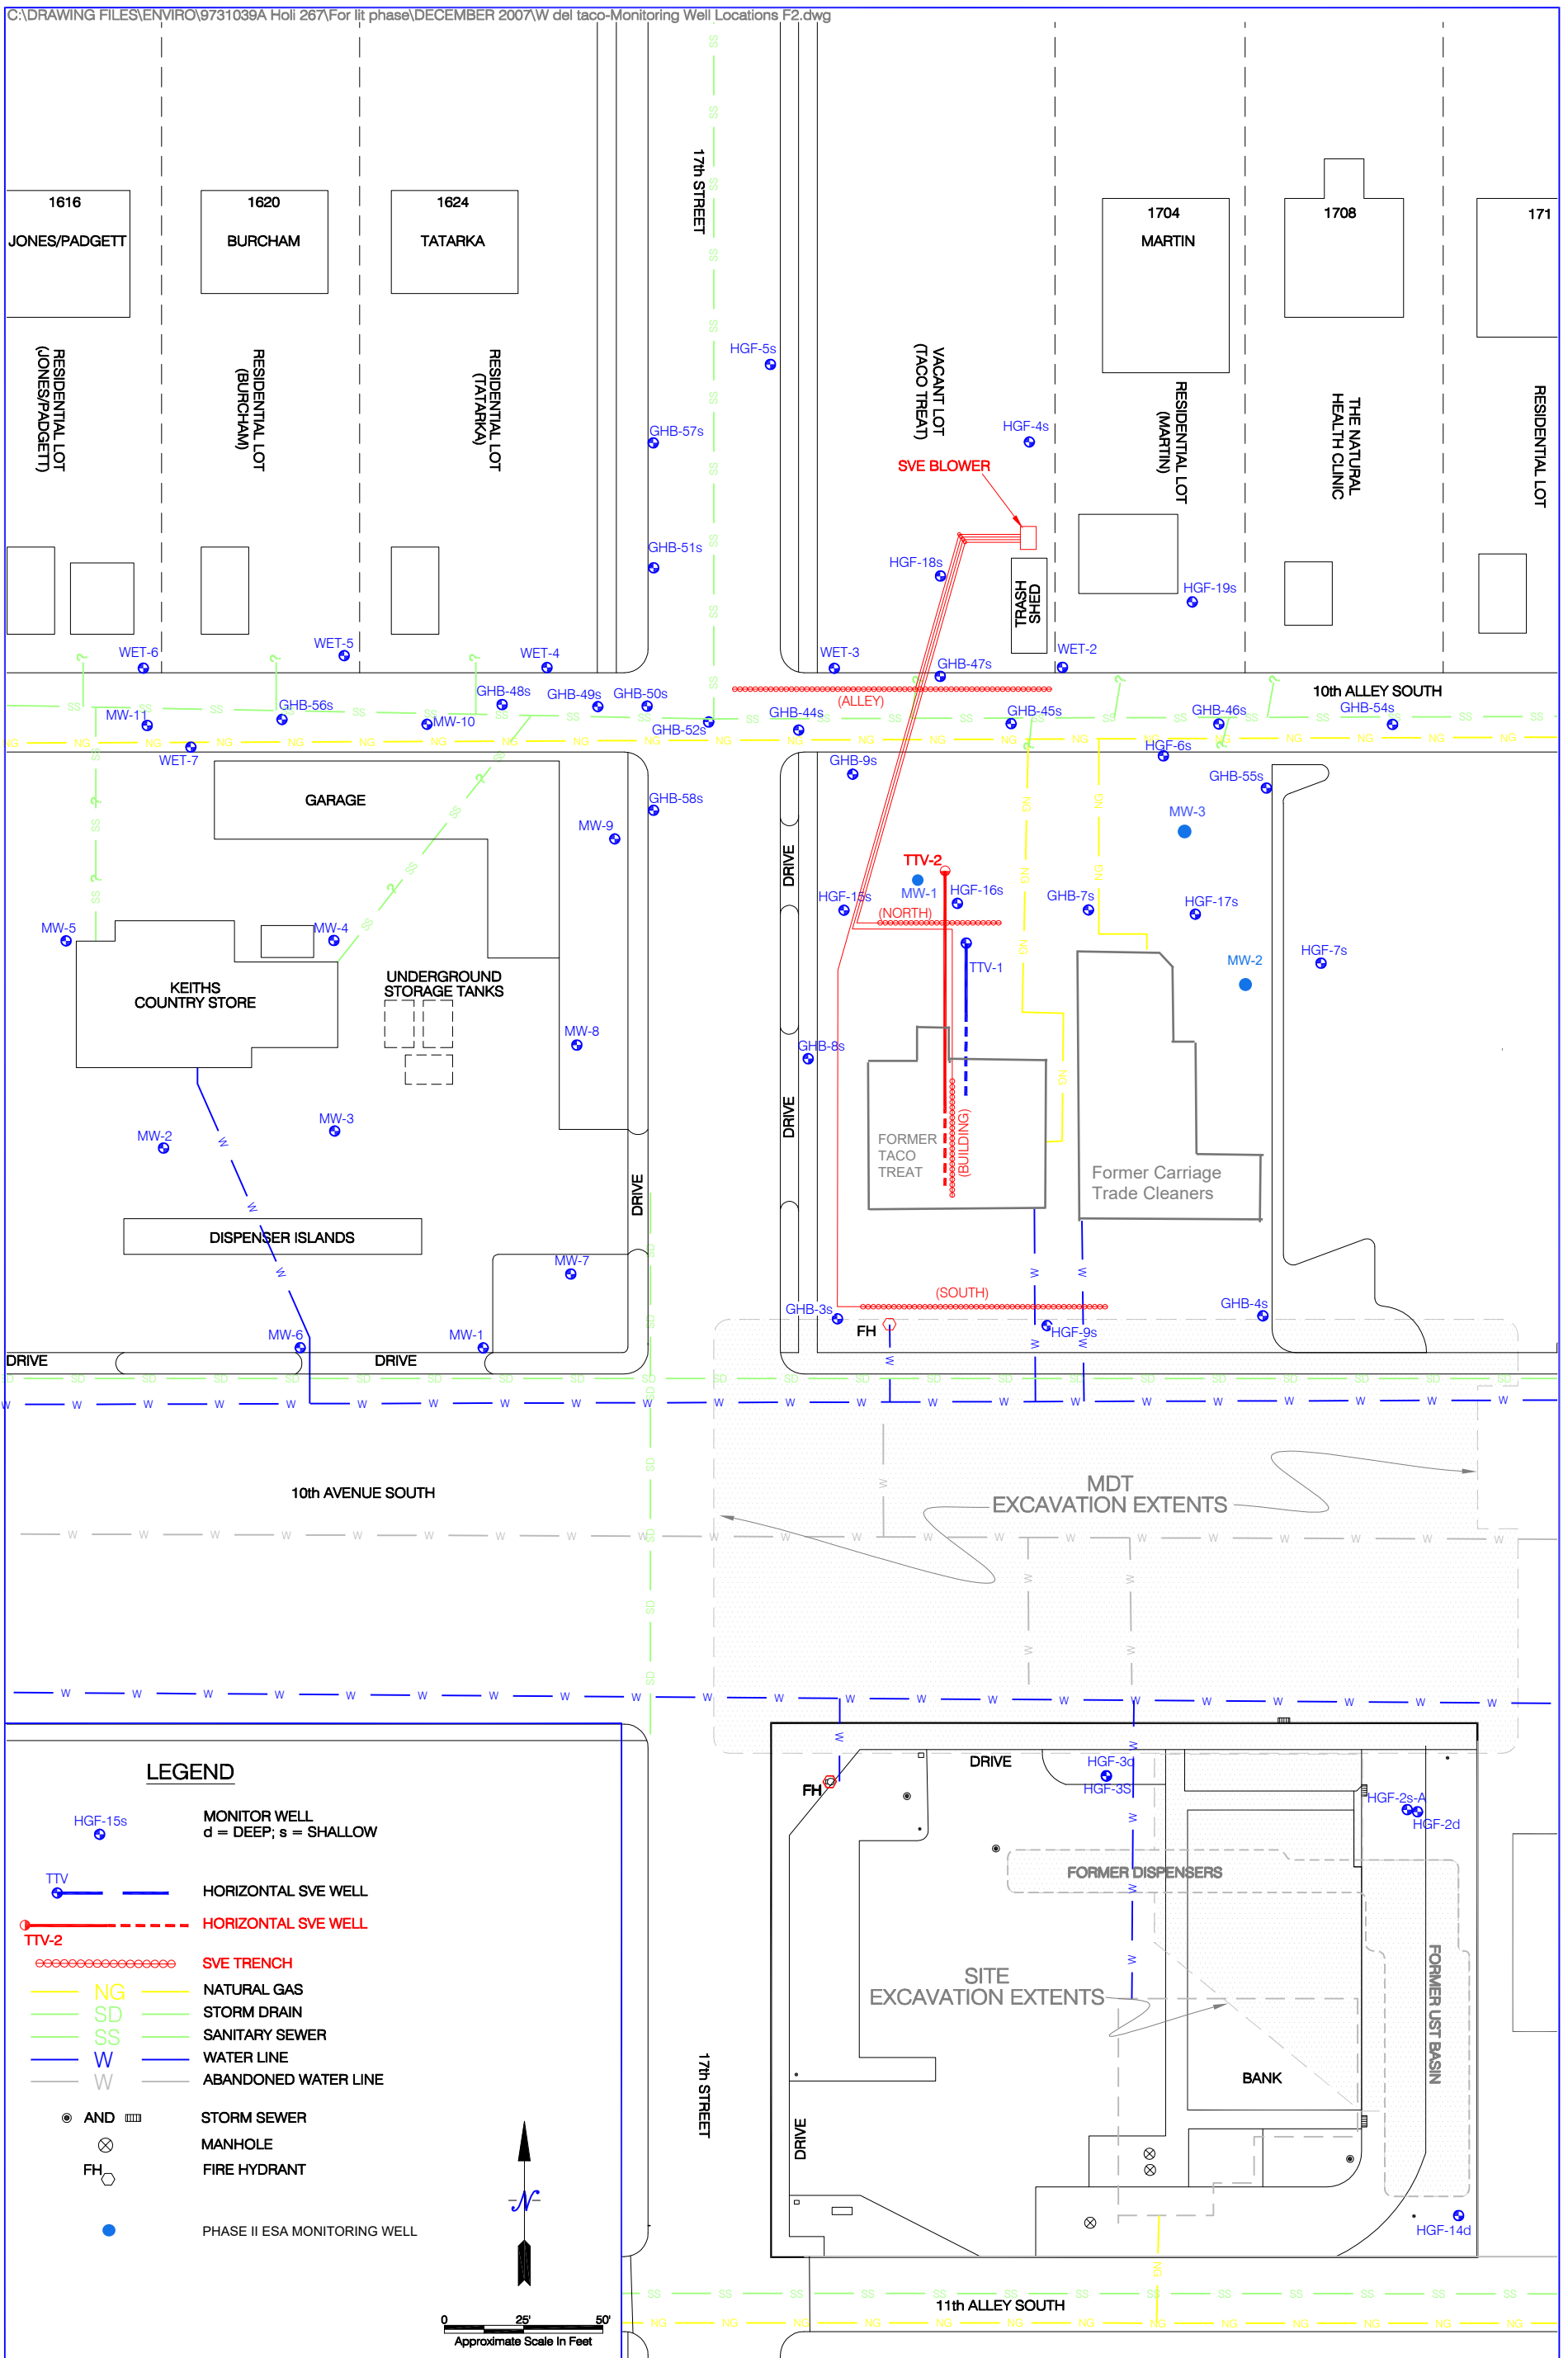 C:\DRAWING FILES\ENVIRO\9731039A Holi 267\For lit phase\DECEMBER 2007\W del taco-Monitoring Well Locations F2.dwg
1616
JONES/PADGETT
1620
BURCHAM
1624
TATARKA
17th STREET
1704
MARTIN
1708
171
RESIDENTIAL LOT
(JONES/PADGETT)
RESIDENTIAL LOT
(BURCHAM)
RESIDENTIAL LOT
(TATARKA)
HGF-5s
VACANT LOT
(TACO TREAT)
RESIDENTIAL LOT
(MARTIN)
THE NATURAL
HEALTH CLINIC
RESIDENTIAL LOT
GHB-57s
HGF-4s
SVE BLOWER
GHB-51s
HGF-18s
TRASH
SHED
HGF-19s
WET-6
WET-5
WET-4
WET-3
WET-2
GHB-47s
(ALLEY)
10th ALLEY SOUTH
MW-11
GHB-56s
MW-10
GHB-48s
GHB-49s
GHB-50s
GHB-52s
GHB-44s
GHB-45s
GHB-46s
GHB-54s
WET-7
HGF-6s
GHB-9s
GHB-55s
GARAGE
GHB-58s
MW-9
MW-3
DRIVE
TTV-2
MW-1
HGF-16s
HGF-15s
(NORTH)
GHB-7s
HGF-17s
MW-5
MW-4
KEITHS
COUNTRY STORE
UNDERGROUND
STORAGE TANKS
TTV-1
MW-2
HGF-7s
MW-8
GHB-8s
DRIVE
MW-3
MW-2
FORMER
TACO
TREAT
(BUILDING)
Former Carriage
Trade Cleaners
DRIVE
DISPENSER ISLANDS
MW-7
(SOUTH)
GHB-3s
FH
HGF-9s
GHB-4s
MW-6
MW-1
DRIVE
DRIVE
10th AVENUE SOUTH
MDT
EXCAVATION EXTENTS
LEGEND
HGF-15s
MONITOR WELL
d = DEEP; s = SHALLOW
TTV
HORIZONTAL SVE WELL
TTV-2
HORIZONTAL SVE WELL
SVE TRENCH
NG
NATURAL GAS
SD
STORM DRAIN
SS
SANITARY SEWER
W
WATER LINE
W
ABANDONED WATER LINE
AND
STORM SEWER
MANHOLE
FH
FIRE HYDRANT
PHASE II ESA MONITORING WELL
N
0 25' 50'
Approximate Scale In Feet
FH
DRIVE
HGF-3d
HGF-3S
HGF-2s-A
HGF-2d
FORMER DISPENSERS
SITE
EXCAVATION EXTENTS
FORMER UST BASIN
17th STREET
DRIVE
BANK
HGF-14d
11th ALLEY SOUTH